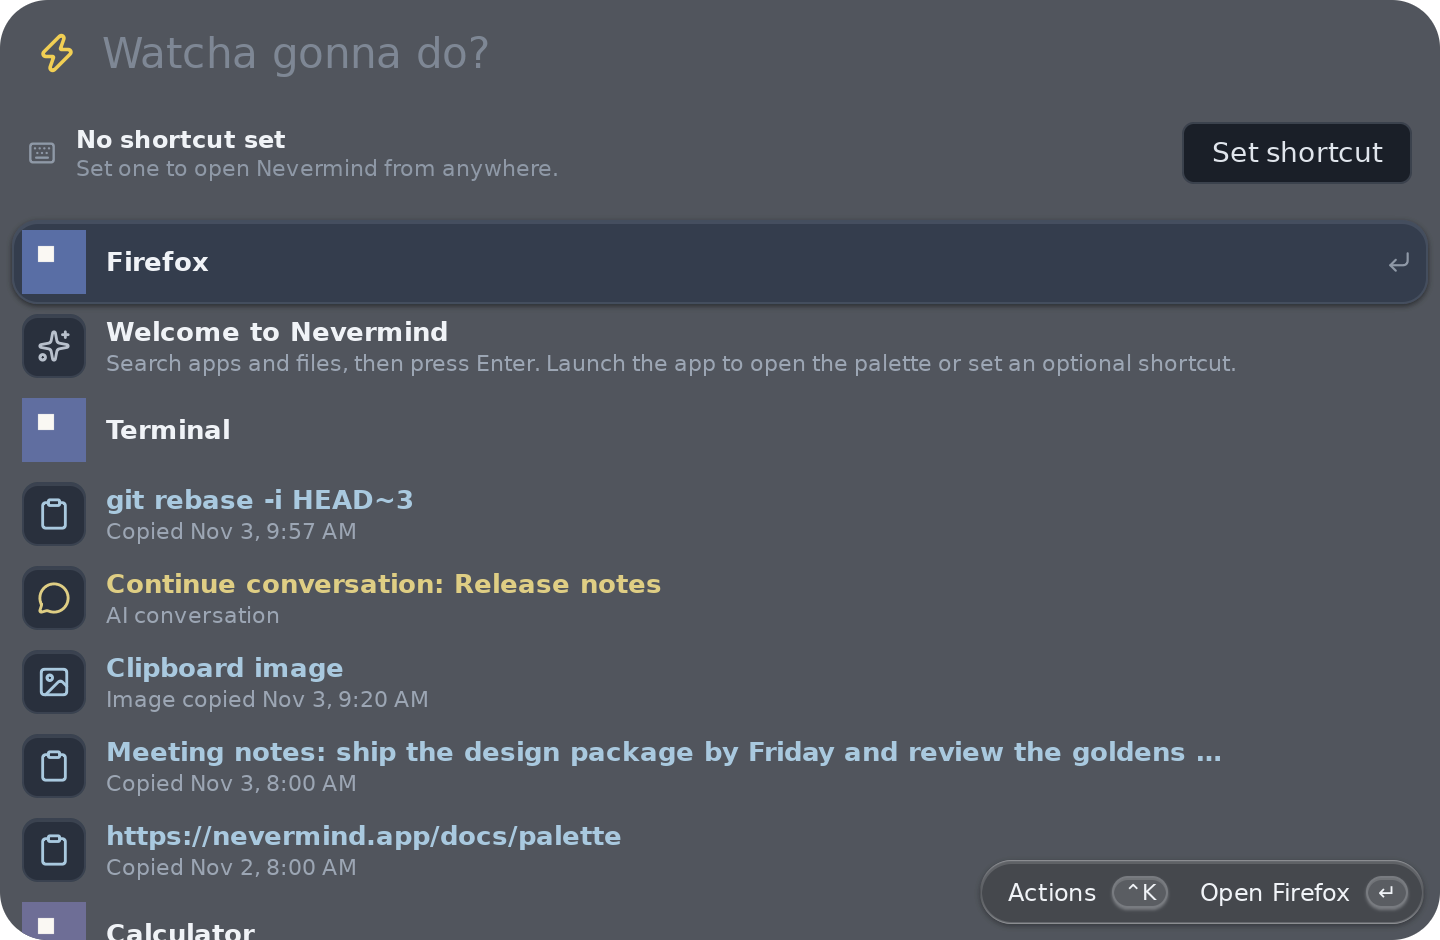 Watcha gonna do?
No shortcut set
Set one to open Nevermind from anywhere.
Set shortcut
Firefox
Welcome to Nevermind
Search apps and files, then press Enter. Launch the app to open the palette or set an optional shortcut.
Terminal
git rebase -i HEAD~3
Copied Nov 3, 9:57 AM
Continue conversation: Release notes
AI conversation
Clipboard image
Image copied Nov 3, 9:20 AM
Meeting notes: ship the design package by Friday and review the goldens …
Copied Nov 3, 8:00 AM
https://nevermind.app/docs/palette
Copied Nov 2, 8:00 AM
Calculator
Actions ^K Open Firefox ↵